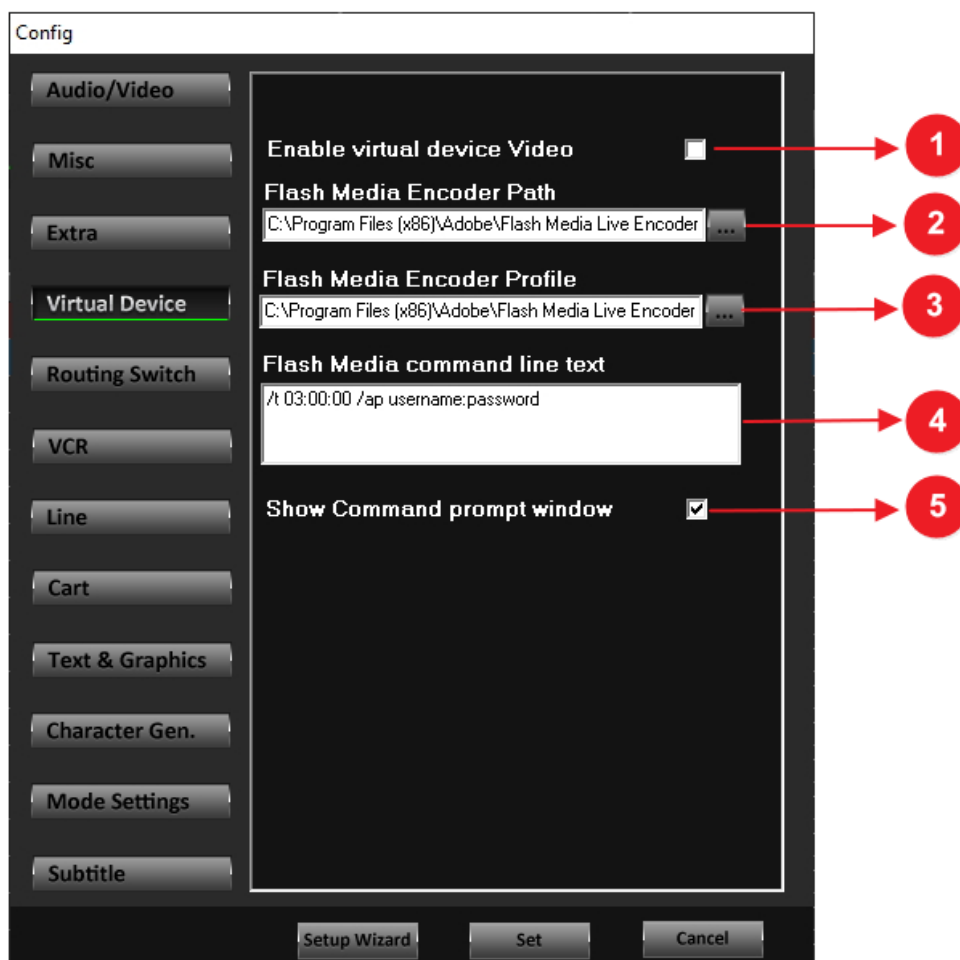 Config
Audio/Video
Misc
Extra
Virtual Device
Routing Switch
VCR
Line
Cart
Text & Graphics
Character Gen.
Mode Settings
Subtitle
Enable virtual device Video
1
Flash Media Encoder Path
C:\Program Files (x86)\Adobe\Flash Media Live Encoder
...
2
Flash Media Encoder Profile
C:\Program Files (x86)\Adobe\Flash Media Live Encoder
...
3
Flash Media command line text
/t 03:00:00 /ap username:password
4
Show Command prompt window
5
Setup Wizard
Set
Cancel